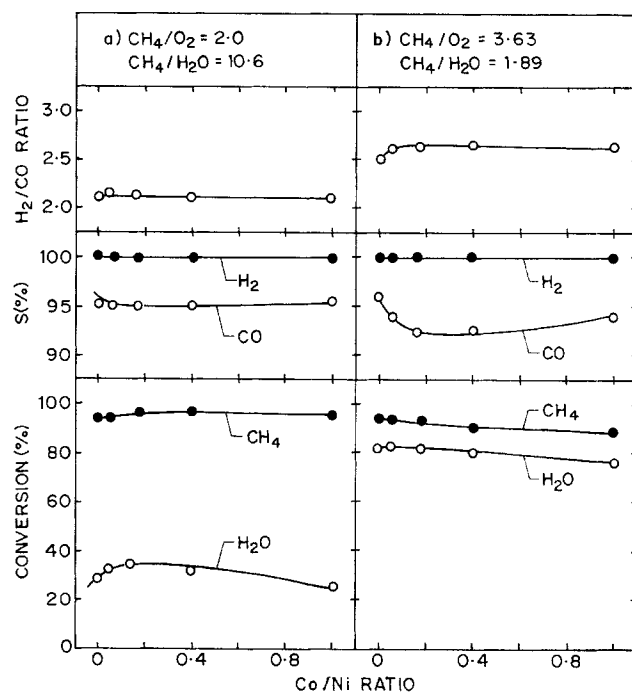 a) CH4/O2 = 2·0
CH4/H2O = 10·6
b) CH4/O2 = 3·63
CH4/H2O = 1·89
H2/CO RATIO
3·0
2·5
2·0
S(%)
100
95
90
H2
CO
H2
CO
CONVERSION(%)
100
80
60
40
20
0
CH4
H2O
CH4
H2O
0 0·4 0·8 0 0·4 0·8
Co/Ni RATIO